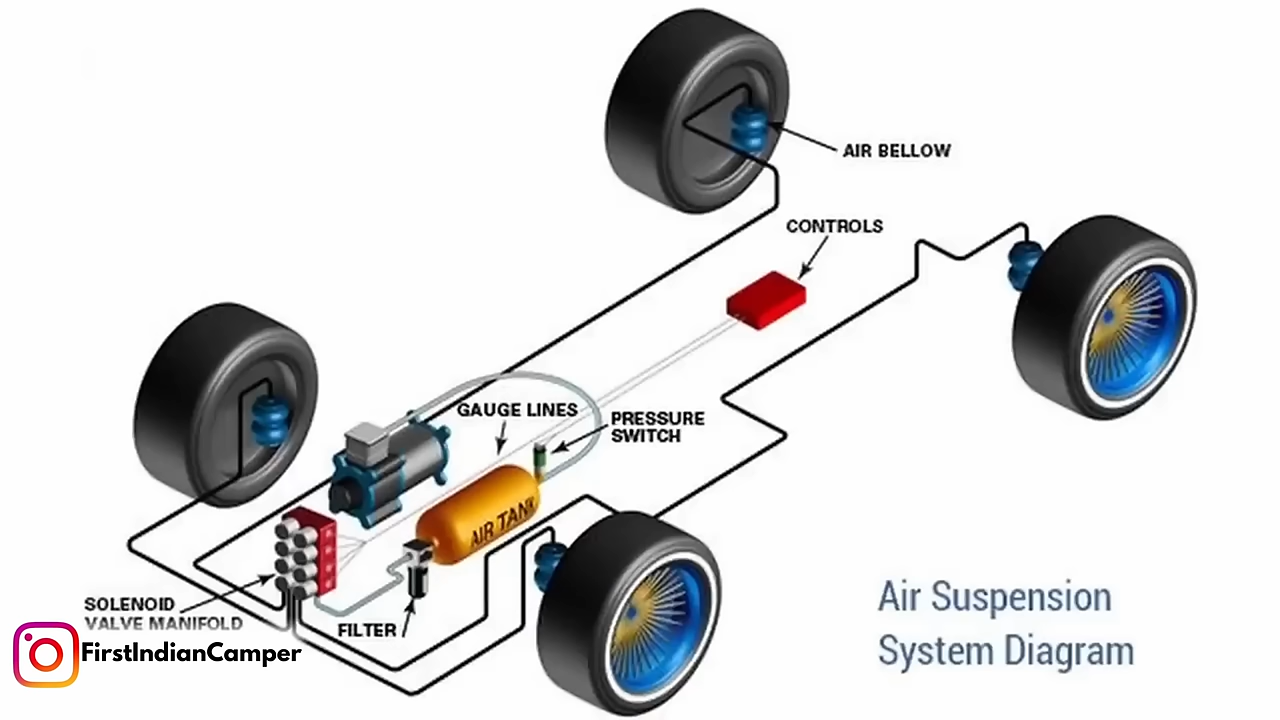 AIR BELLOW
CONTROLS
GAUGE LINES
PRESSURE
SWITCH
AIR TANK
SOLENOID
VALVE MANIFOLD
FILTER
FirstIndianCamper
Air Suspension
System Diagram